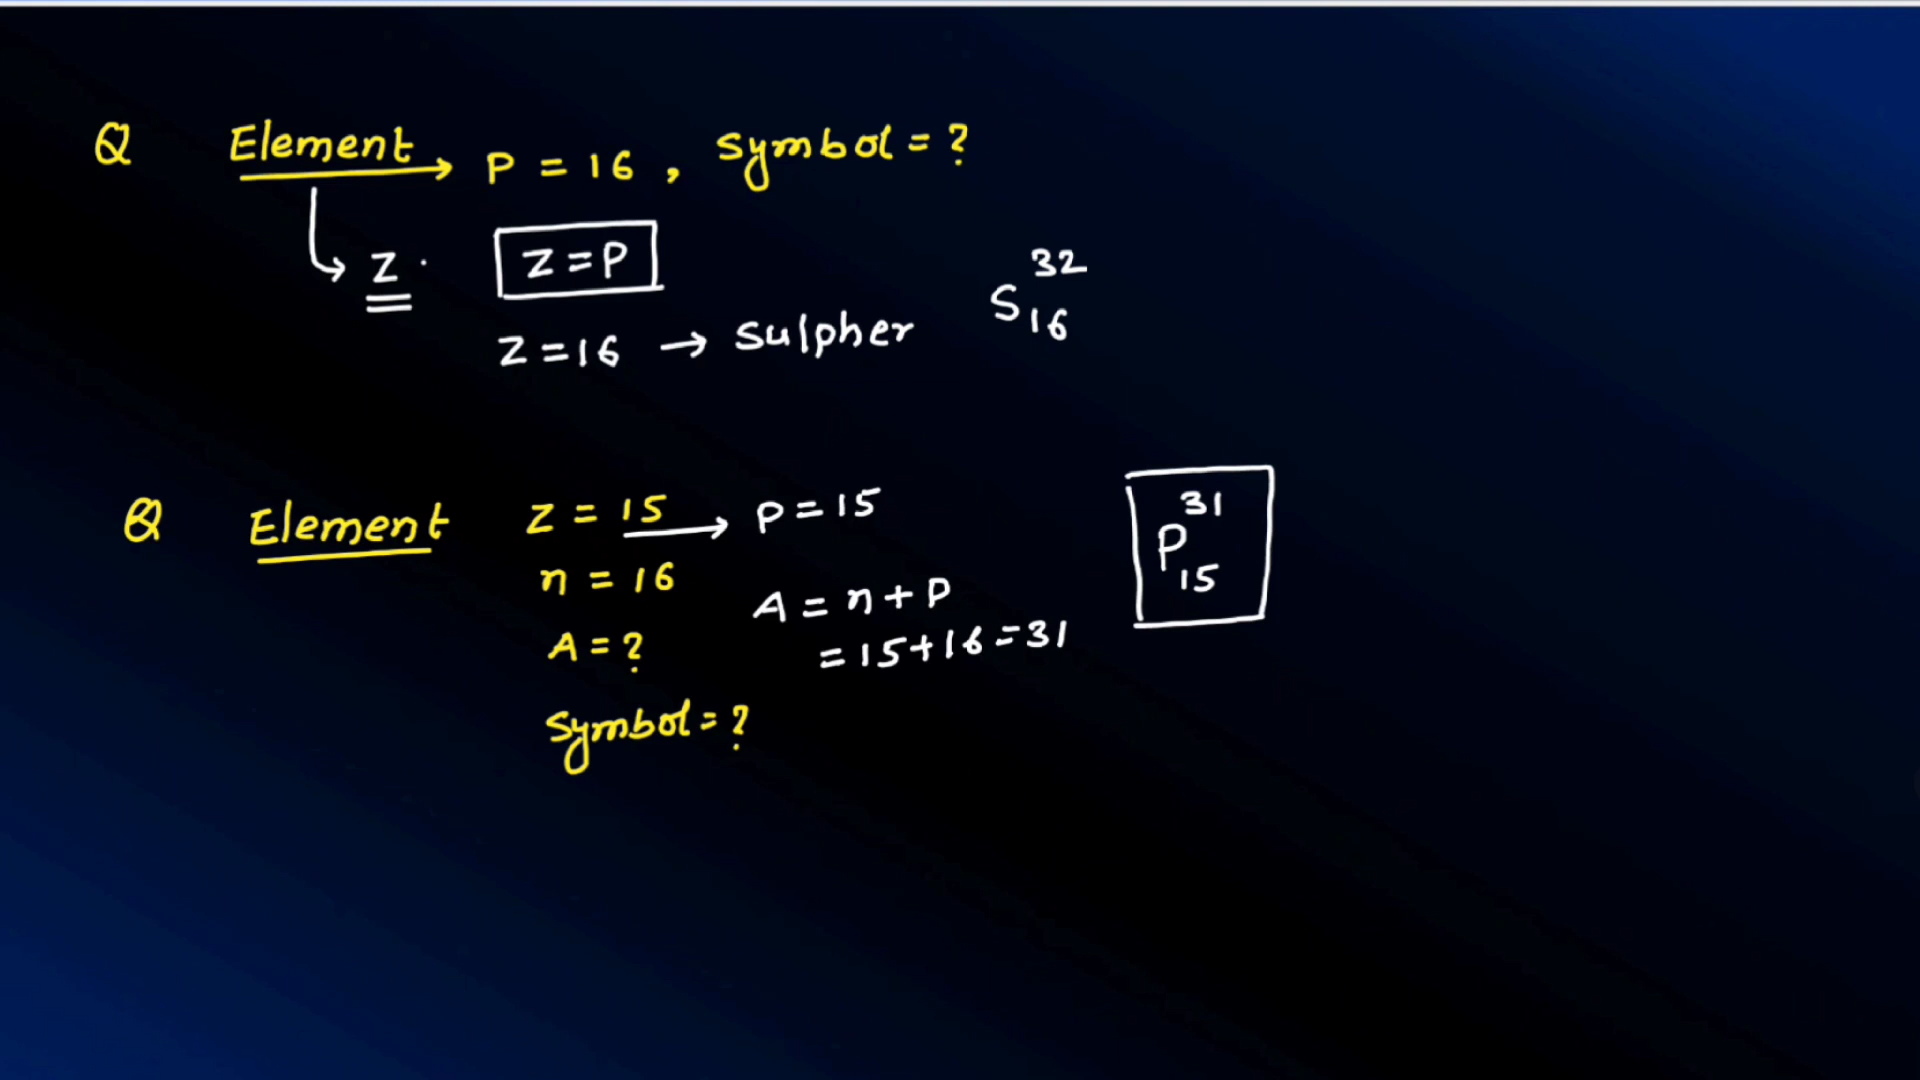 Q Element → P = 16 , Symbol = ?
↳ Z . Z = P
Z = 16 → Sulpher S 32 16
Q Element Z = 15 → P = 15
n = 16
A = n + P
A = ? = 15 + 16 = 31
P 31 15
Symbol = ?